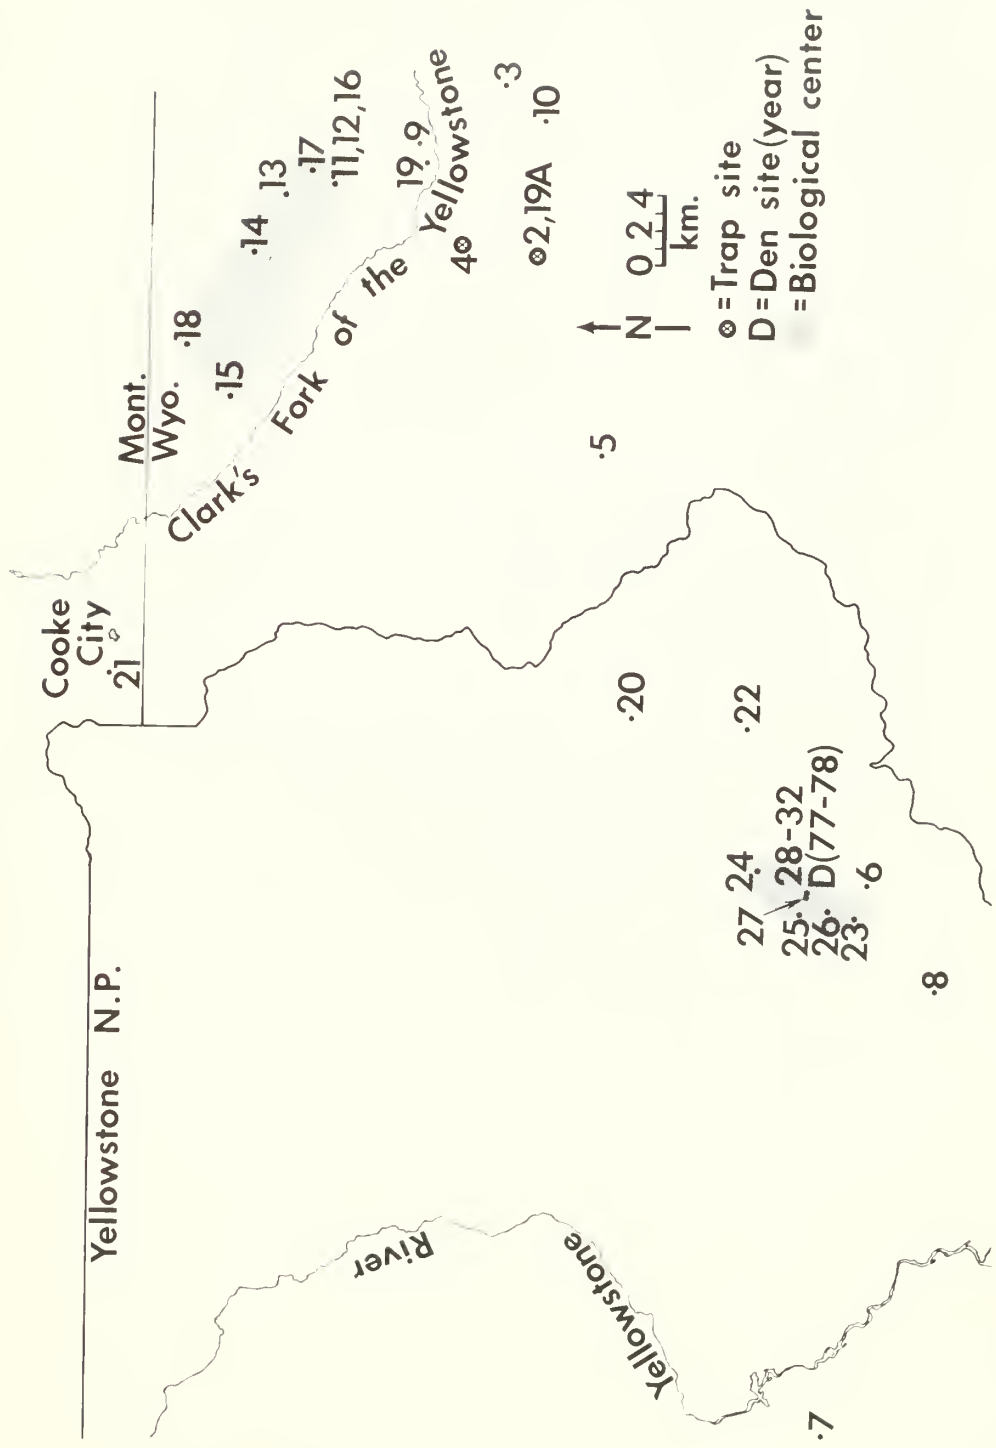 Yellowstone N.P.
Cooke
City
.21
Mont.
Wyo.
Clark's
Fork
of
the
Yellowstone
.18
.15
.14
.13
.17
.11,12,16
19. .9
4⊗
.3
.10
⊗2,19A
.5
N
0 2 4
km.
⊗=Trap site
D=Den site(year)
=Biological center
River
Yellowstone
.20
.22
27
24
25.
28-32
26.
D(77-78)
23.
.6
.8
.7